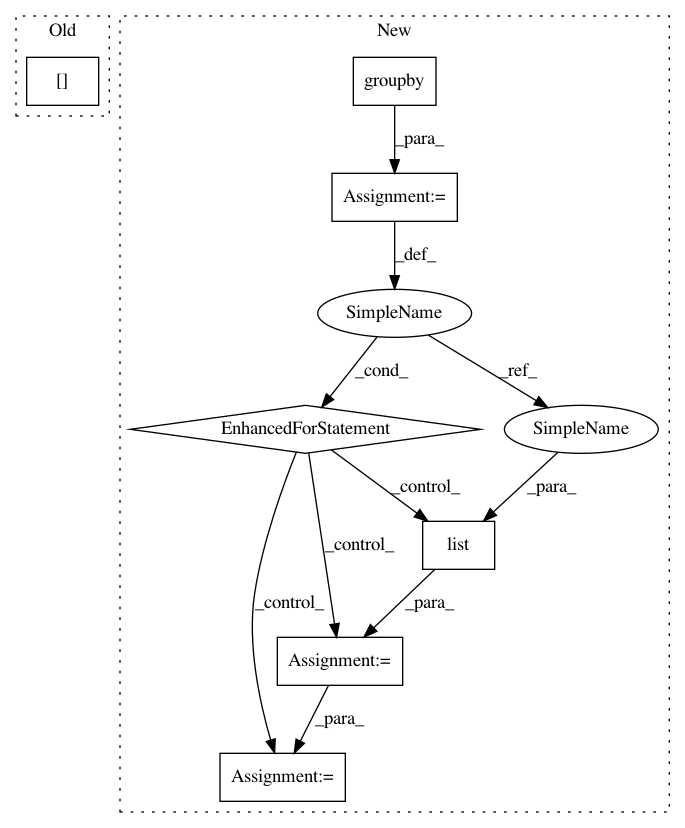 Old
New
[]
groupby
_para_
Assignment:=
_def_
SimpleName
_cond_
_ref_
EnhancedForStatement
SimpleName
_control_
_para_
list
_control_
_control_
_para_
Assignment:=
_para_
Assignment:=